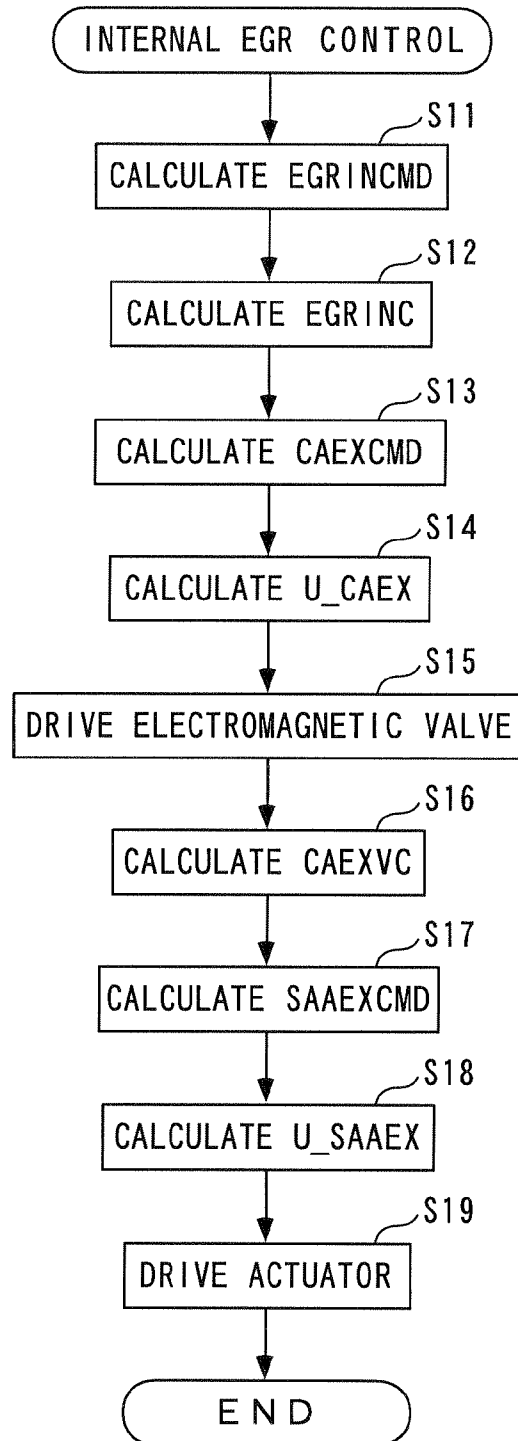 INTERNAL EGR CONTROL
S11
CALCULATE EGRINCMD
S12
CALCULATE EGRINC
S13
CALCULATE CAEXCMD
S14
CALCULATE U_CAEX
S15
DRIVE ELECTROMAGNETIC VALVE
S16
CALCULATE CAEXVC
S17
CALCULATE SAAEXCMD
S18
CALCULATE U_SAAEX
S19
DRIVE ACTUATOR
END